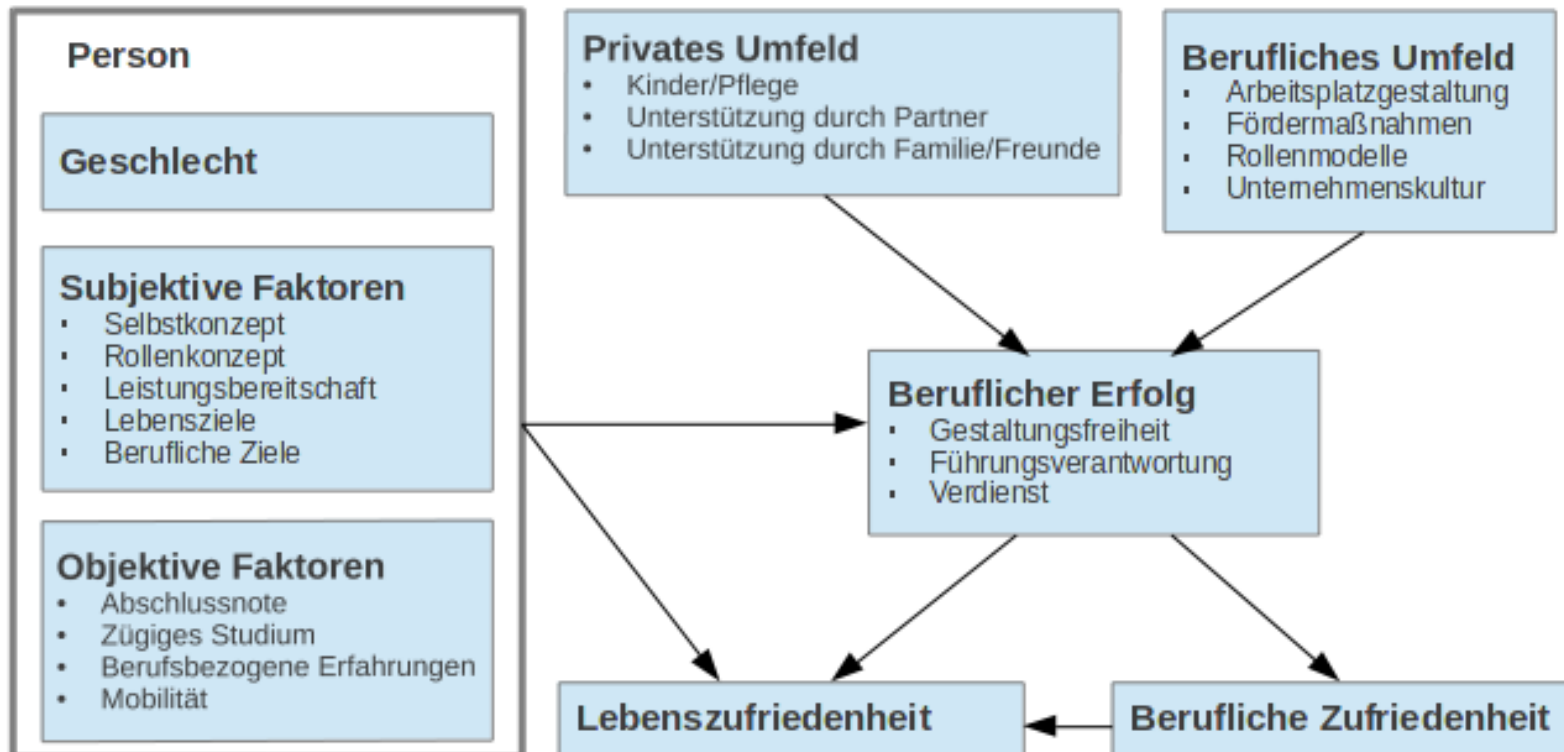 Person
Geschlecht
Subjektive Faktoren
▪ Selbstkonzept
▪ Rollenkonzept
▪ Leistungsbereitschaft
▪ Lebensziele
▪ Berufliche Ziele
Objektive Faktoren
• Abschlussnote
• Zügiges Studium
• Berufsbezogene Erfahrungen
• Mobilität
Privates Umfeld
• Kinder/Pflege
• Unterstützung durch Partner
• Unterstützung durch Familie/Freunde
Berufliches Umfeld
▪ Arbeitsplatzgestaltung
▪ Fördermaßnahmen
▪ Rollenmodelle
▪ Unternehmenskultur
Beruflicher Erfolg
▪ Gestaltungsfreiheit
▪ Führungsverantwortung
▪ Verdienst
Lebenszufriedenheit
Berufliche Zufriedenheit